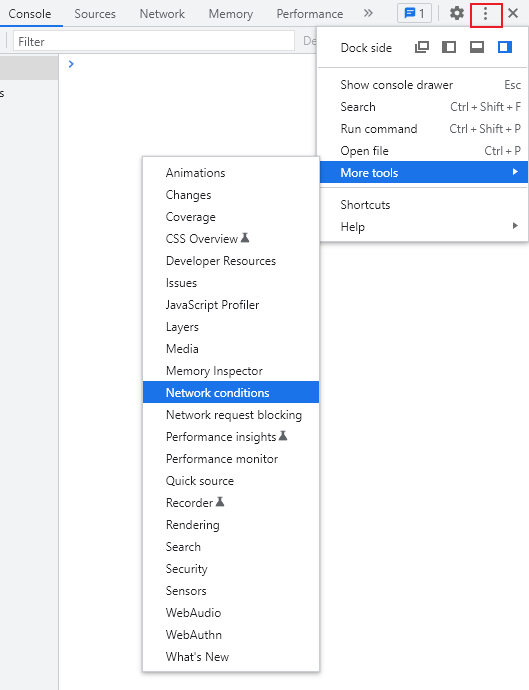 Console Sources Network Memory Performance » 1
Filter De
s
Dock side
Show console drawer Esc
Search Ctrl + Shift + F
Run command Ctrl + Shift + P
Open file Ctrl + P
More tools
Shortcuts
Help
Animations
Changes
Coverage
CSS Overview
Developer Resources
Issues
JavaScript Profiler
Layers
Media
Memory Inspector
Network conditions
Network request blocking
Performance insights
Performance monitor
Quick source
Recorder
Rendering
Search
Security
Sensors
WebAudio
WebAuthn
What's New